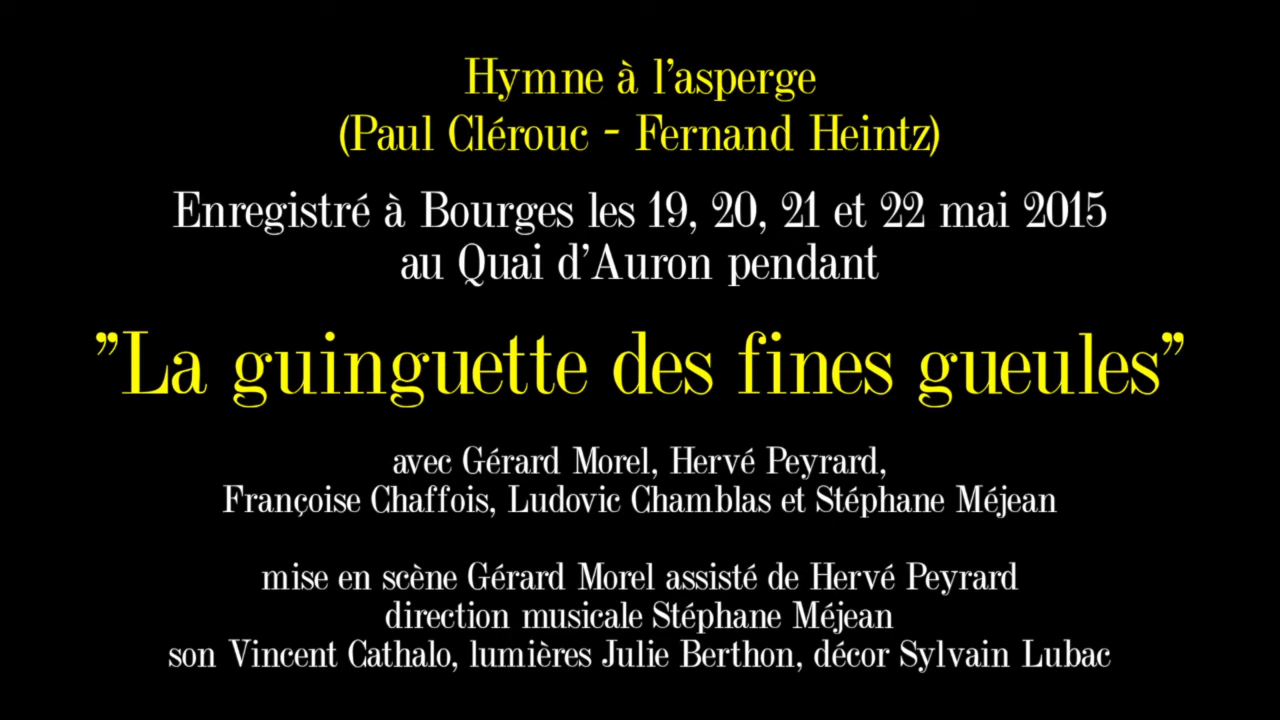 Hymne à l’asperge
(Paul Clérouc - Fernand Heintz)
Enregistré à Bourges les 19, 20, 21 et 22 mai 2015
au Quai d’Auron pendant
”La guinguette des fines gueules”
avec Gérard Morel, Hervé Peyrard,
Françoise Chaffois, Ludovic Chamblas et Stéphane Méjean
mise en scène Gérard Morel assisté de Hervé Peyrard
direction musicale Stéphane Méjean
son Vincent Cathalo, lumières Julie Berthon, décor Sylvain Lubac